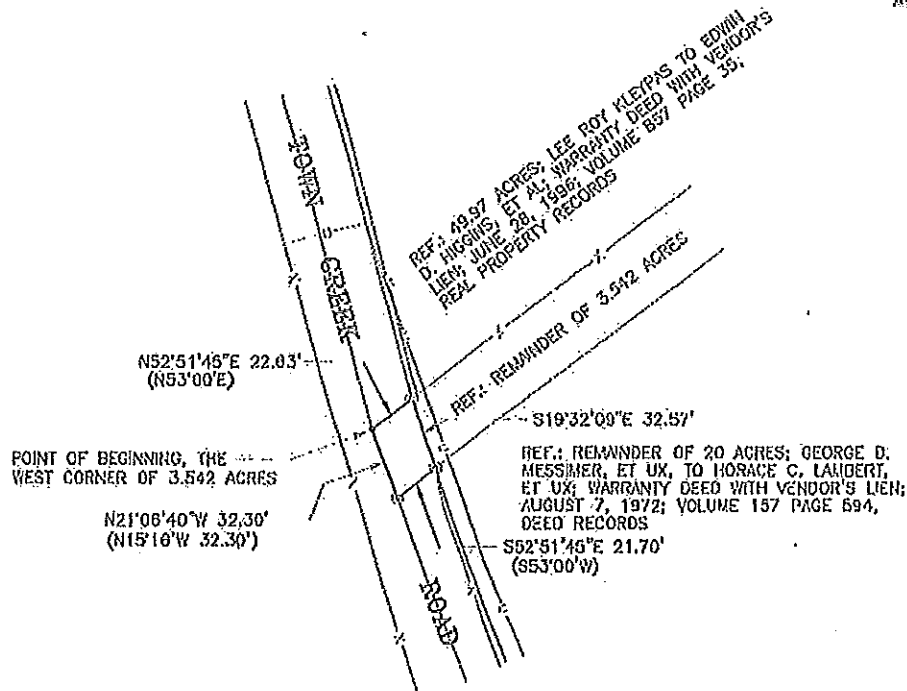 REF.: 49.97 ACRES; LEE ROY KLEYPAS TO EDWIN
D. HIGGINS, ET AL; WARRANTY DEED WITH VENDOR'S
LIEN; JUNE 28, 1996; VOLUME 857 PAGE 35,
REAL PROPERTY RECORDS
TOWN
CREEK
ROAD
REF.: REMAINDER OF 3.542 ACRES
N52°51'45"E 22.03'
(N53°00'E)
POINT OF BEGINNING, THE
WEST CORNER OF 3.542 ACRES
N21°06'40"W 32.30'
(N15°16'W 32.30')
S19°32'09"E 32.57'
REF.: REMAINDER OF 20 ACRES; GEORGE D.
MESSIMER, ET UX, TO HORACE C. LAMBERT,
ET UX; WARRANTY DEED WITH VENDOR'S LIEN;
AUGUST 7, 1972; VOLUME 157 PAGE 594,
DEED RECORDS
S52°51'45"E 21.70'
(S53°00'W)